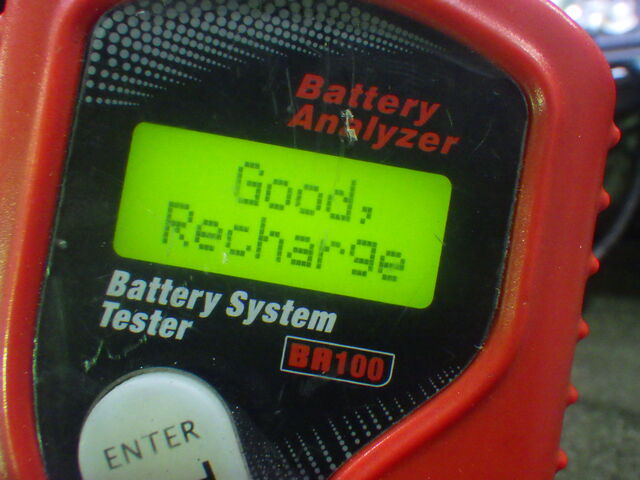 Battery
Analyzer
Good,
Recharge
Battery System
Tester
BA100
ENTER